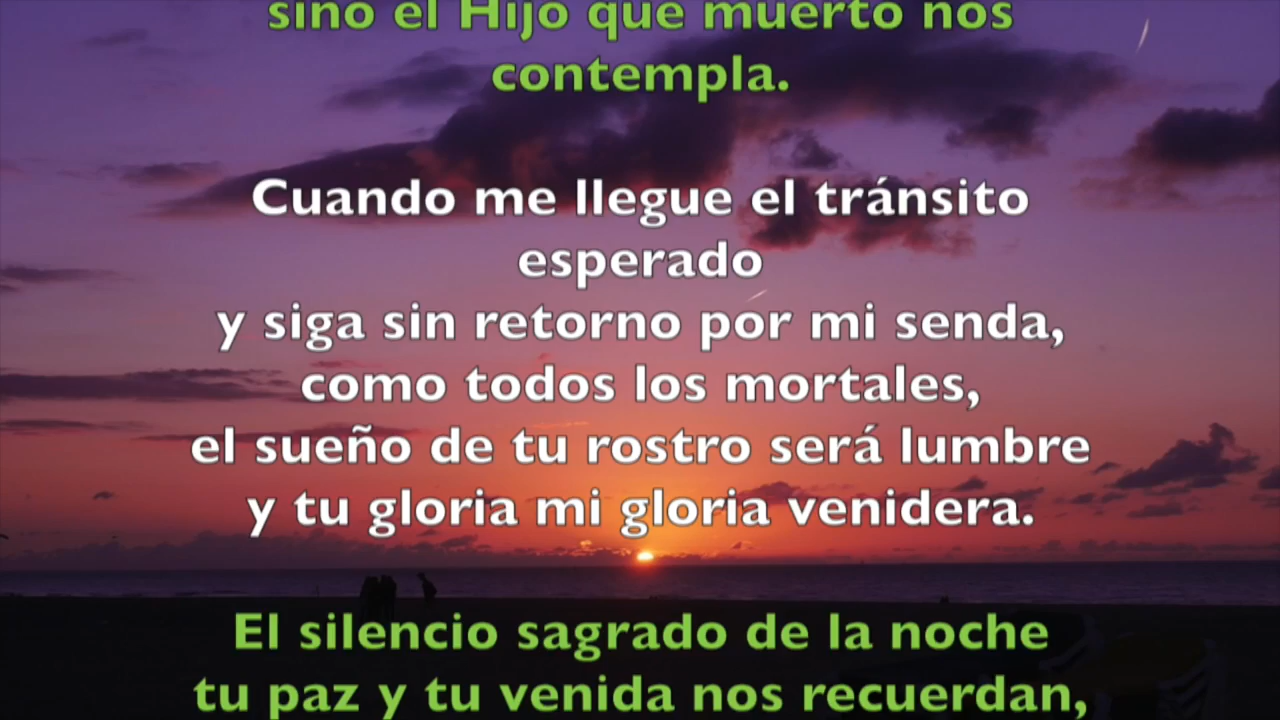 sino el Hijo que muerto nos
contempla.
Cuando me llegue el tránsito
esperado
y siga sin retorno por mi senda,
como todos los mortales,
el sueño de tu rostro será lumbre
y tu gloria mi gloria venidera.
El silencio sagrado de la noche
tu paz y tu venida nos recuerdan,